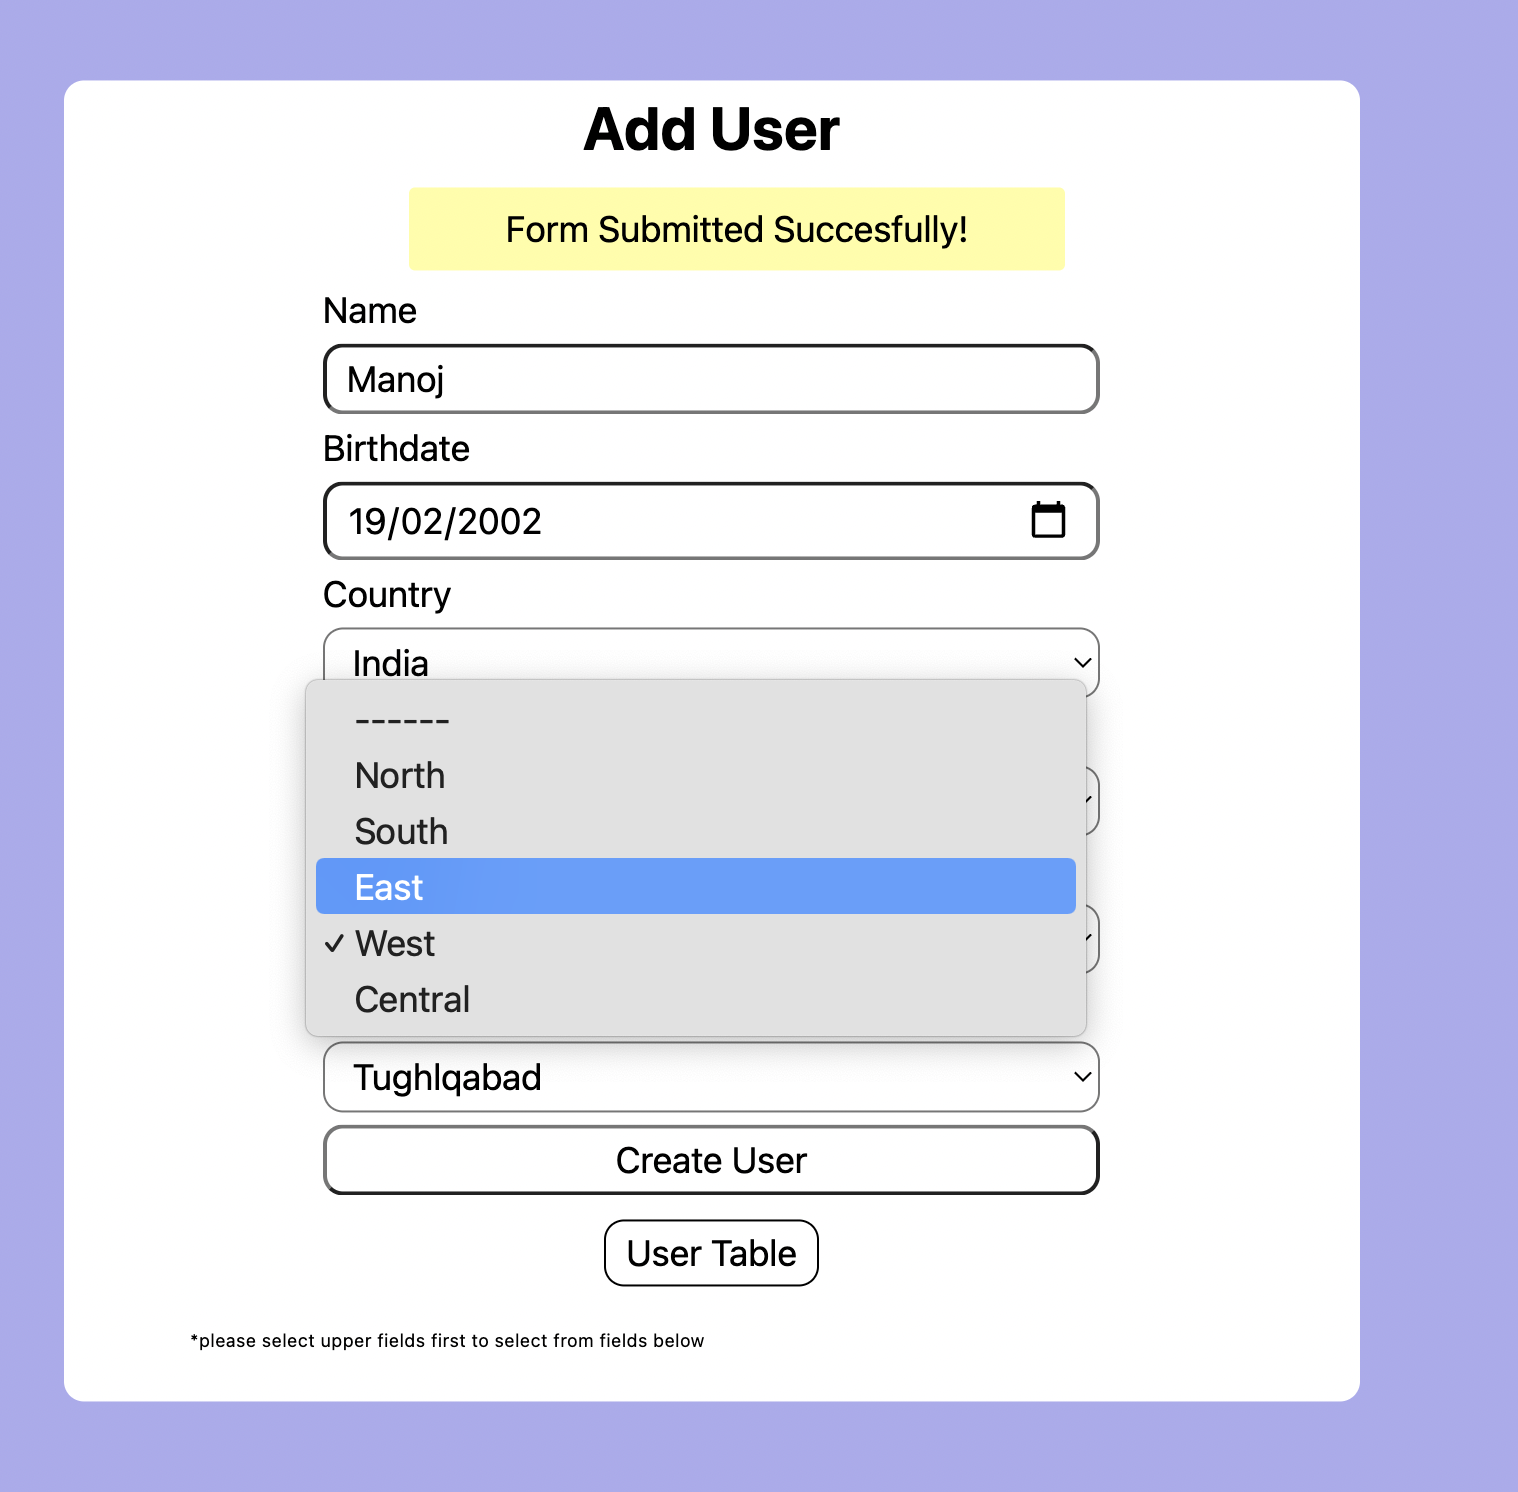 Add User
Form Submitted Succesfully!
Name
Manoj
Birthdate
19/02/2002
Country
India
------
North
South
East
West
Central
Tughlqabad
Create User
User Table
*please select upper fields first to select from fields below